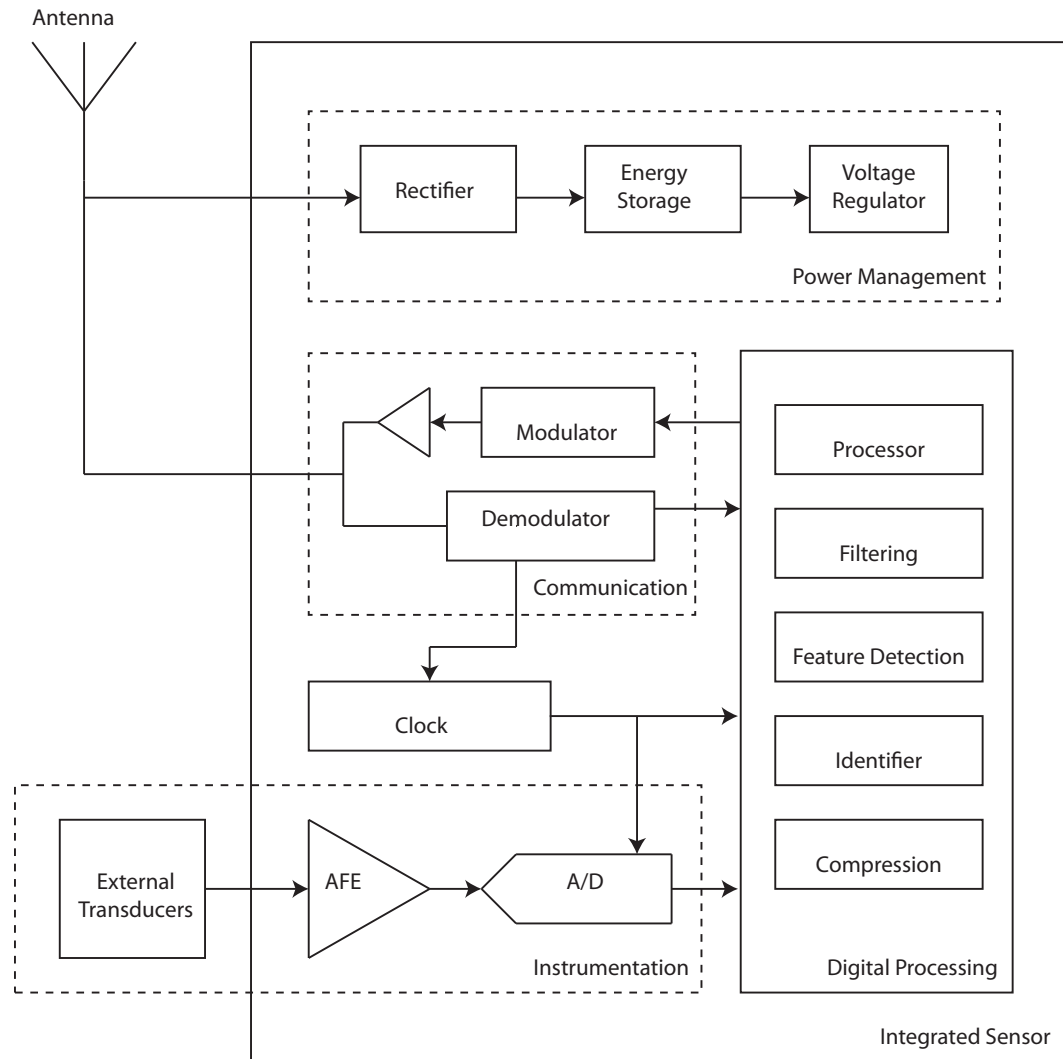 Antenna
Rectifier
Energy
Storage
Voltage
Regulator
Power Management
Modulator
Demodulator
Communication
Clock
External
Transducers
AFE
A/D
Instrumentation
Processor
Filtering
Feature Detection
Identifier
Compression
Digital Processing
Integrated Sensor